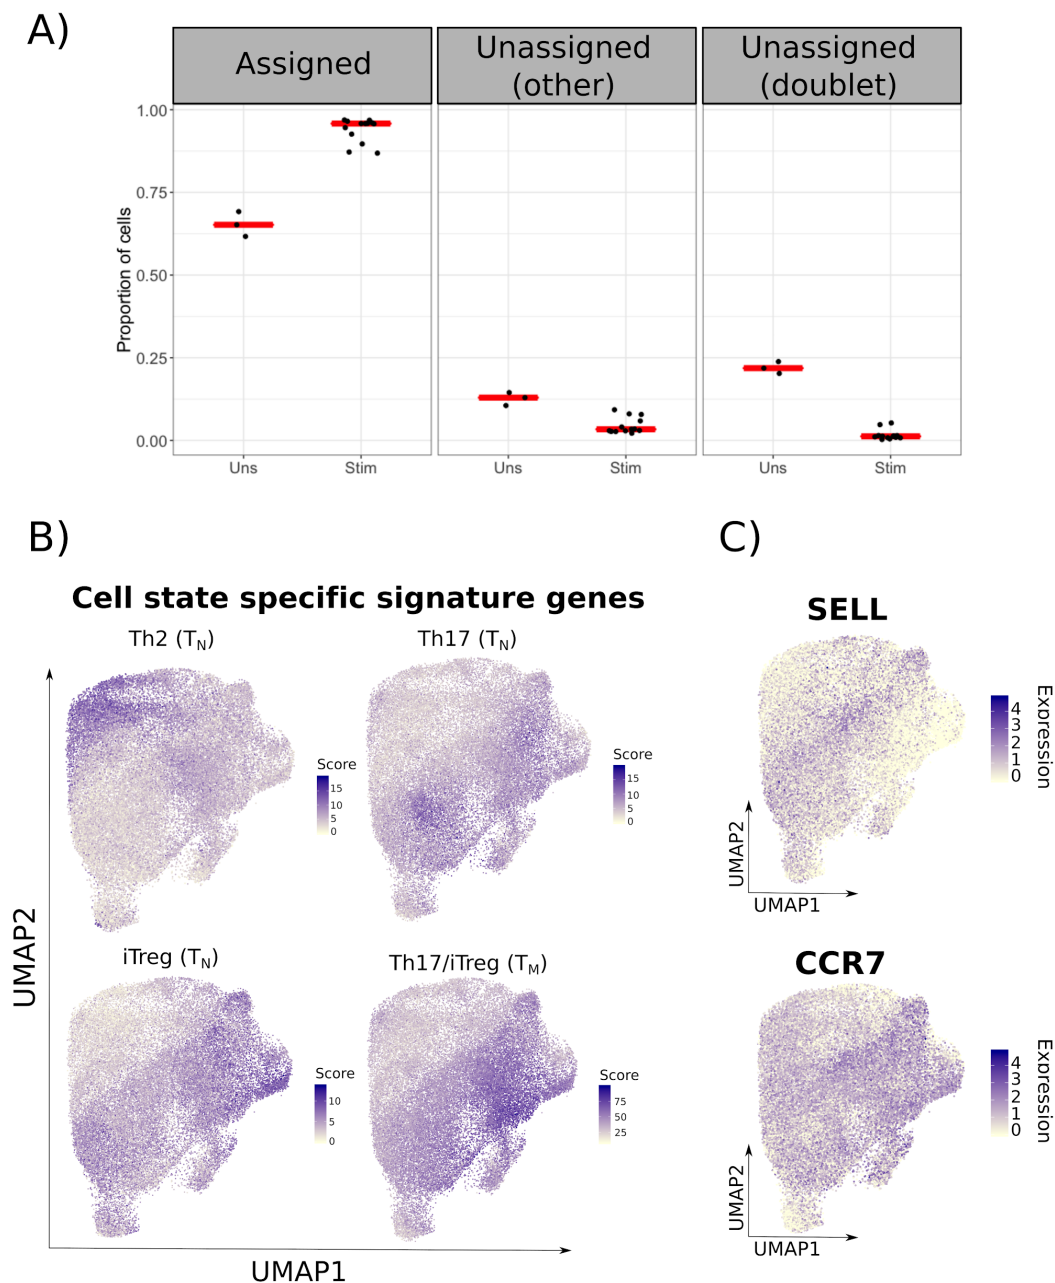 A)
Assigned
Unassigned
(other)
Unassigned
(doublet)
Proportion of cells
1.00
0.75
0.50
0.25
0.00
Uns
Stim
Uns
Stim
Uns
Stim
B)
Cell state specific signature genes
Th2 (TN)
Th17 (TN)
Score
15
10
5
0
Score
15
10
5
0
iTreg (TN)
Th17/iTreg (TM)
Score
10
5
0
Score
75
50
25
UMAP2
UMAP1
C)
SELL
Expression
4
3
2
1
0
UMAP2
UMAP1
CCR7
Expression
4
3
2
1
0
UMAP2
UMAP1